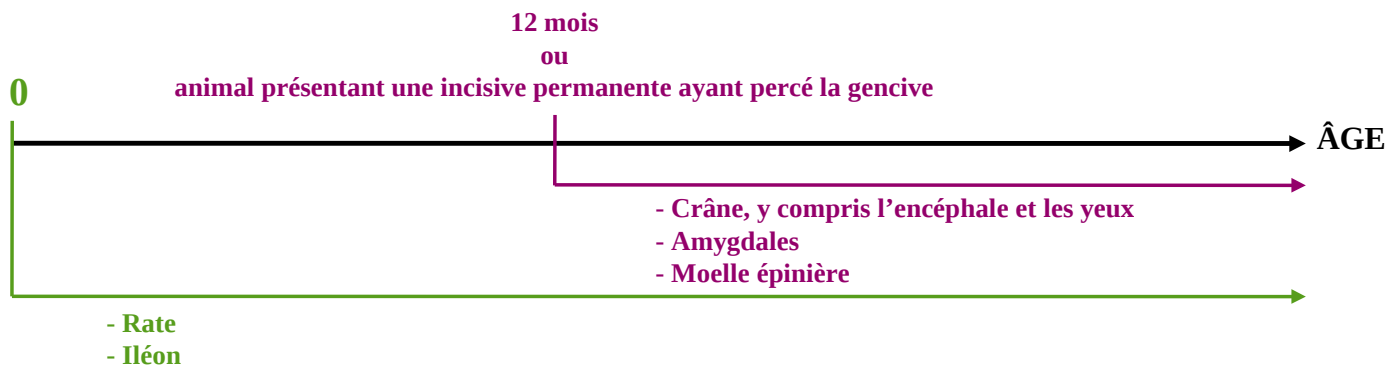 12 mois
ou
animal présentant une incisive permanente ayant percé la gencive
0
ÂGE
- Crâne, y compris l’encéphale et les yeux
- Amygdales
- Moelle épinière
- Rate
- Iléon